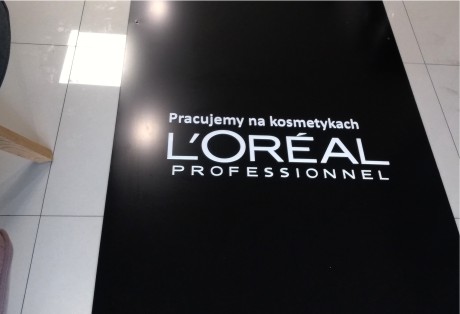 Pracujemy na kosmetykach
L'ORÉAL
PROFESSIONNEL